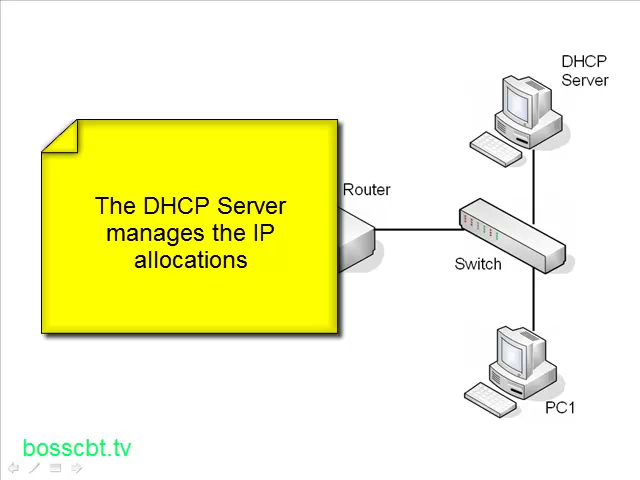 DHCP
Server
Router
The DHCP Server
manages the IP
allocations
Switch
PC1
bosscbt.tv